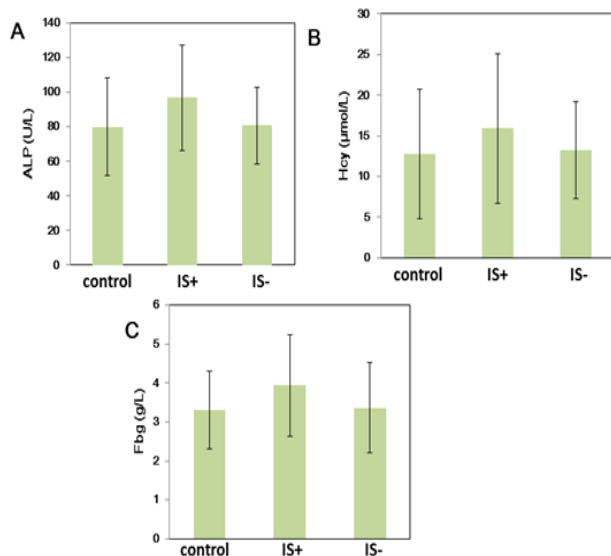 A
ALP (U/L)
140
120
100
80
60
40
20
0
control IS+ IS-
B
Hcy (μmol/L)
30
25
20
15
10
5
0
control IS+ IS-
C
Fbg (g/L)
6
5
4
3
2
1
0
control IS+ IS-